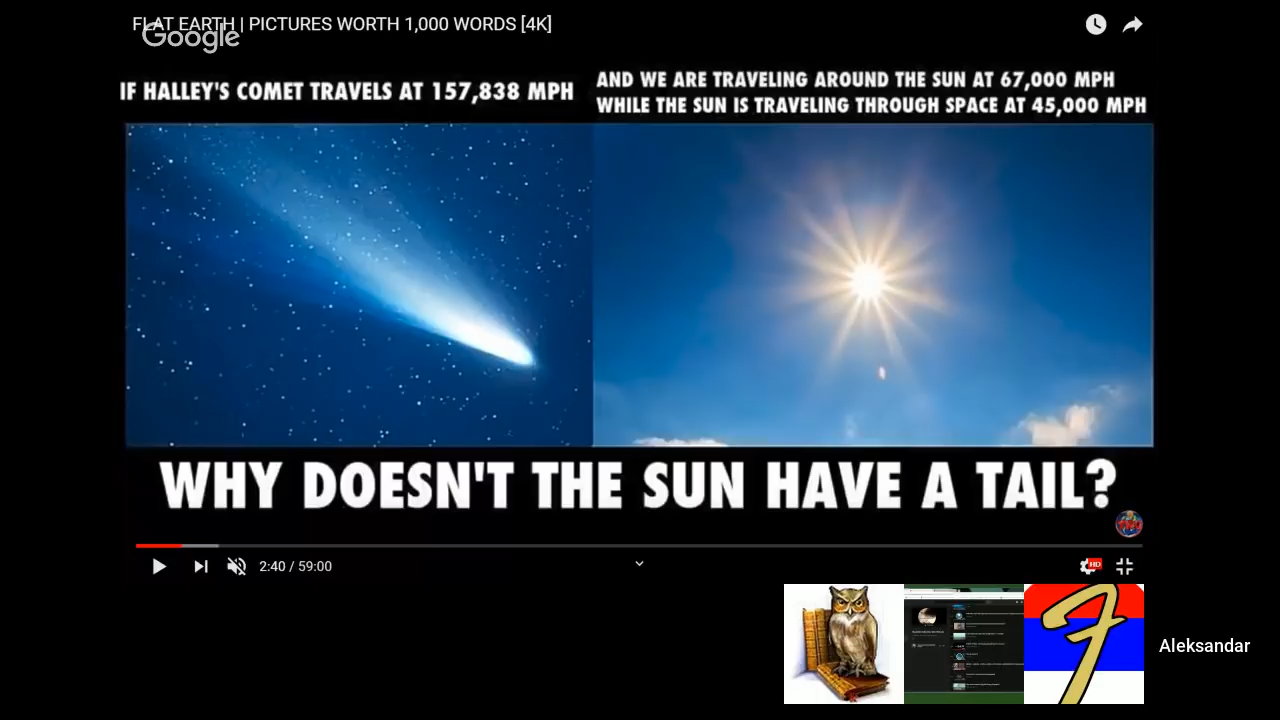 FLAT EARTH | PICTURES WORTH 1,000 WORDS [4K]
Google
IF HALLEY'S COMET TRAVELS AT 157,838 MPH
AND WE ARE TRAVELING AROUND THE SUN AT 67,000 MPH
WHILE THE SUN IS TRAVELING THROUGH SPACE AT 45,000 MPH
WHY DOESN'T THE SUN HAVE A TAIL?
2:40 / 59:00
HD
Aleksandar